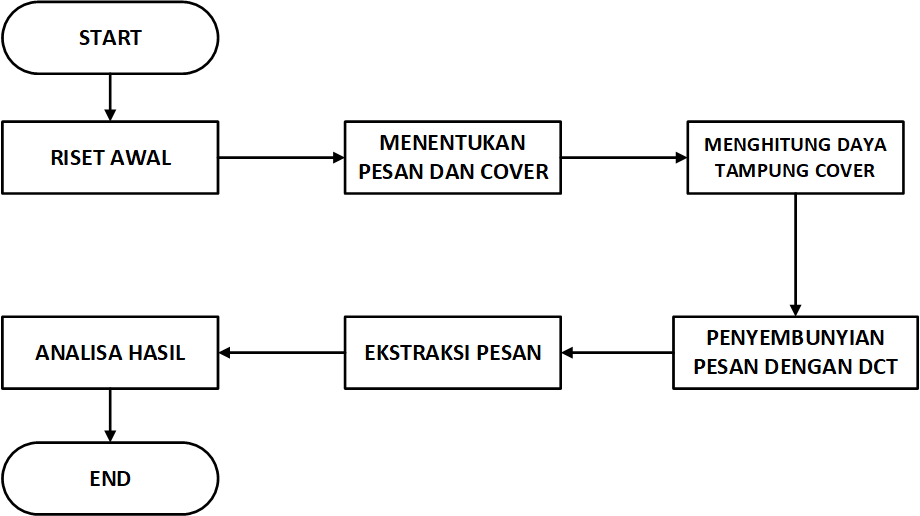 START
RISET AWAL
MENENTUKAN
PESAN DAN COVER
MENGHITUNG DAYA
TAMPUNG COVER
PENYEMBUNYIAN
PESAN DENGAN DCT
EKSTRAKSI PESAN
ANALISA HASIL
END